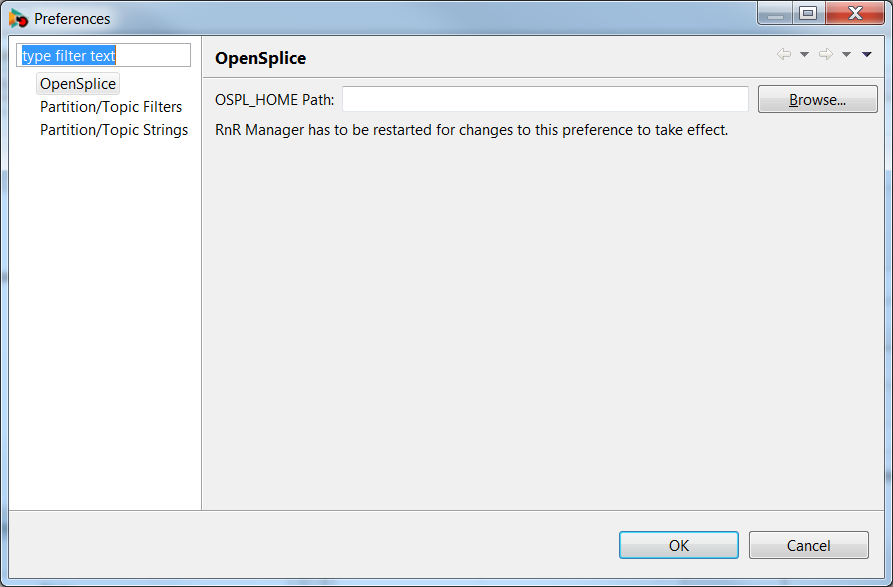 Preferences
type filter text
OpenSplice
Partition/Topic Filters
Partition/Topic Strings
OpenSplice
OSPL_HOME Path:
Browse...
RnR Manager has to be restarted for changes to this preference to take effect.
OK
Cancel